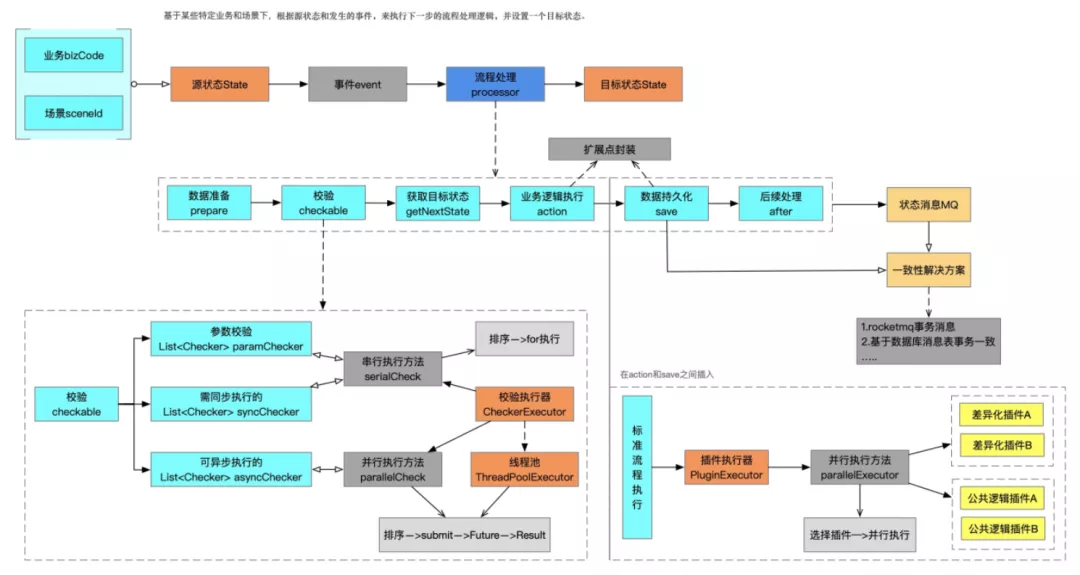 基于某些特定业务和场景下，根据源状态和发生的事件，来执行下一步的流程处理逻辑，并设置一个目标状态。
业务bizCode
场景sceneId
源状态State
事件event
流程处理
processor
目标状态State
扩展点封装
数据准备
prepare
校验
checkable
获取目标状态
getNextState
业务逻辑执行
action
数据持久化
save
后续处理
after
状态消息MQ
一致性解决方案
1.rocketmq事务消息
2.基于数据库消息表事务一致
.....
校验
checkable
参数校验
List<Checker> paramChecker
需同步执行的
List<Checker> syncChecker
可异步执行的
List<Checker> asyncChecker
串行执行方法
serialCheck
并行执行方法
parallelCheck
排序—>for执行
校验执行器
CheckerExecutor
线程池
ThreadPoolExecutor
排序—>submit—>Future—>Result
在action和save之间插入
标准流程执行
插件执行器
PluginExecutor
并行执行方法
parallelExecutor
选择插件—>并行执行
差异化插件A
差异化插件B
公共逻辑插件A
公共逻辑插件B